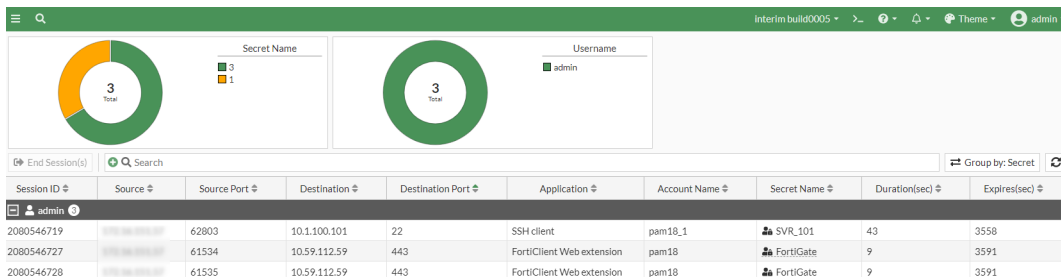 interim build0005 >_ Theme admin
Secret Name
3
1
3
Total
Username
admin
3
Total
End Session(s) Search Group by: Secret
Session ID Source Source Port Destination Destination Port Application Account Name Secret Name Duration(sec) Expires(sec)
admin 3
2080546719 62803 10.1.100.101 22 SSH client pam18_1 SVR_101 43 3558
2080546727 61534 10.59.112.59 443 FortiClient Web extension pam18 FortiGate 9 3591
2080546728 61535 10.59.112.59 443 FortiClient Web extension pam18 FortiGate 9 3591